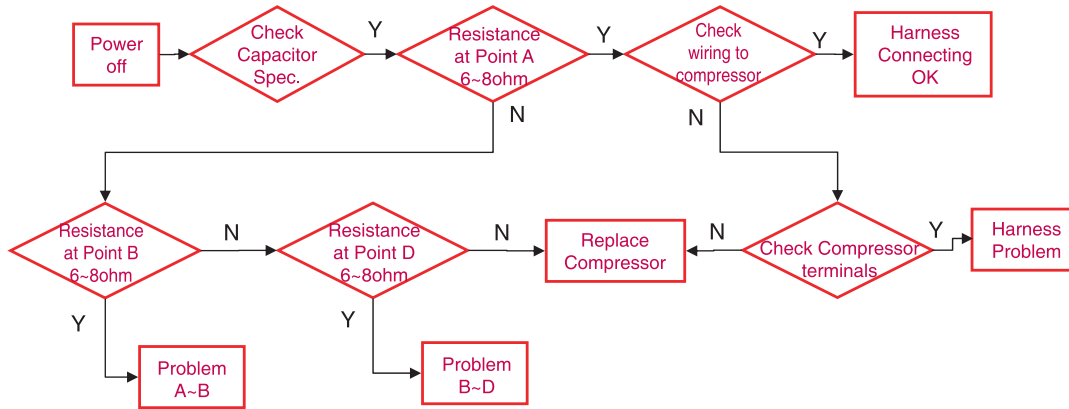 Power
off
Check
Capacitor
Spec.
Y
Resistance
at Point A
6~8ohm
Y
Check
wiring to
compressor
Y
Harness
Connecting
OK
N
N
Resistance
at Point B
6~8ohm
N
Resistance
at Point D
6~8ohm
N
Replace
Compressor
N
Check Compressor
terminals
Y
Harness
Problem
Y
Problem
A~B
Y
Problem
B~D